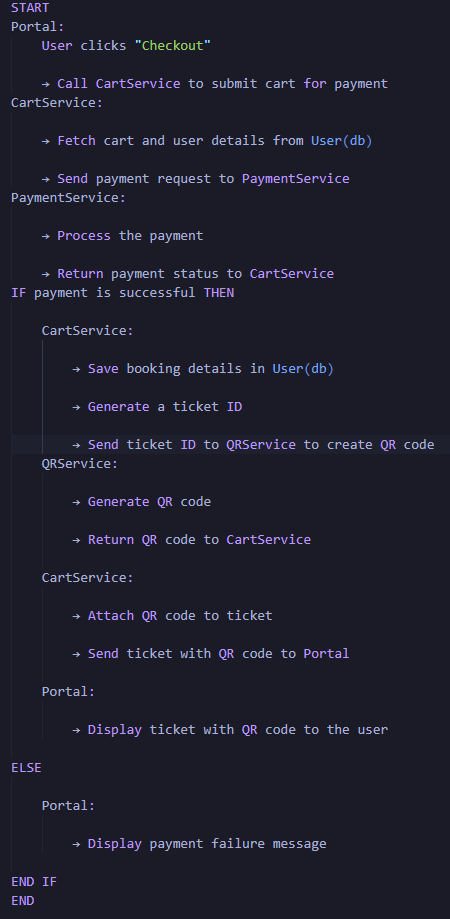 START
Portal:
User clicks "Checkout"
→ Call CartService to submit cart for payment
CartService:
→ Fetch cart and user details from User(db)
→ Send payment request to PaymentService
PaymentService:
→ Process the payment
→ Return payment status to CartService
IF payment is successful THEN
CartService:
→ Save booking details in User(db)
→ Generate a ticket ID
→ Send ticket ID to QRService to create QR code
QRService:
→ Generate QR code
→ Return QR code to CartService
CartService:
→ Attach QR code to ticket
→ Send ticket with QR code to Portal
Portal:
→ Display ticket with QR code to the user
ELSE
Portal:
→ Display payment failure message
END IF
END